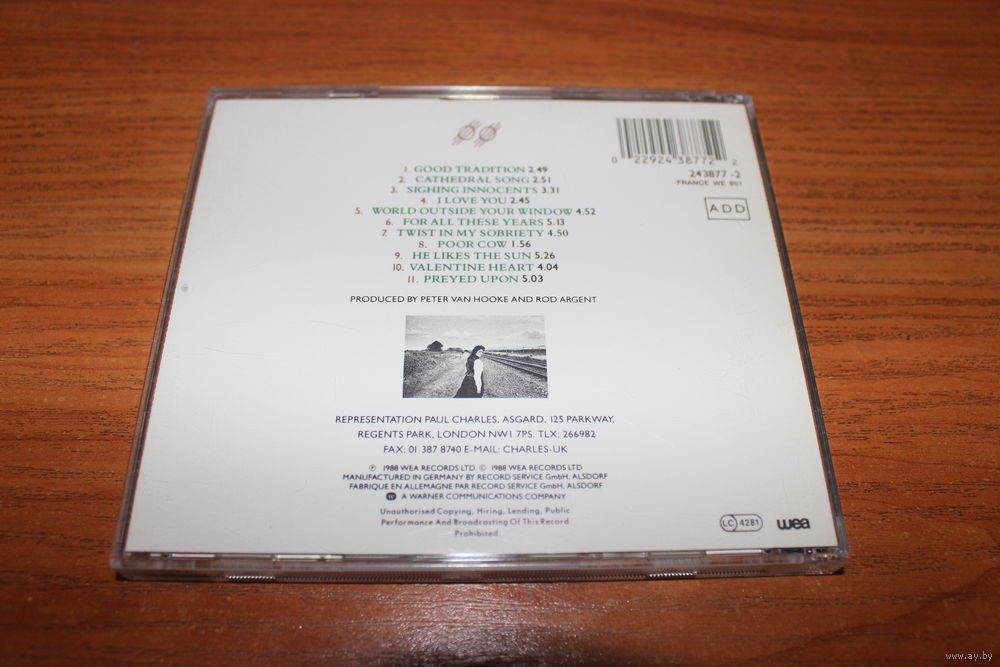 0 22924 38772 2
243877-2
FRANCE WE 851
ADD
1. GOOD TRADITION 2.49
2. CATHEDRAL SONG 2.51
3. SIGHING INNOCENTS 3.31
4. I LOVE YOU 2.45
5. WORLD OUTSIDE YOUR WINDOW 4.52
6. FOR ALL THESE YEARS 5.13
7. TWIST IN MY SOBRIETY 4.50
8. POOR COW 1.56
9. HE LIKES THE SUN 5.26
10. VALENTINE HEART 4.04
11. PREYED UPON 5.03
PRODUCED BY PETER VAN HOOKE AND ROD ARGENT
REPRESENTATION PAUL CHARLES, ASGARD, 125 PARKWAY,
REGENTS PARK, LONDON NW1 7PS. TLX: 266982
FAX: 01 387 8740 E-MAIL: CHARLES-UK
℗ 1988 WEA RECORDS LTD. © 1988 WEA RECORDS LTD
MANUFACTURED IN GERMANY BY RECORD SERVICE GmbH, ALSDORF
FABRIQUE EN ALLEMAGNE PAR RECORD SERVICE GmbH, ALSDORF
A WARNER COMMUNICATIONS COMPANY
Unauthorised Copying, Hiring, Lending, Public
Performance And Broadcasting Of This Record
Prohibited.
LC 4281
wea
www.ay.by